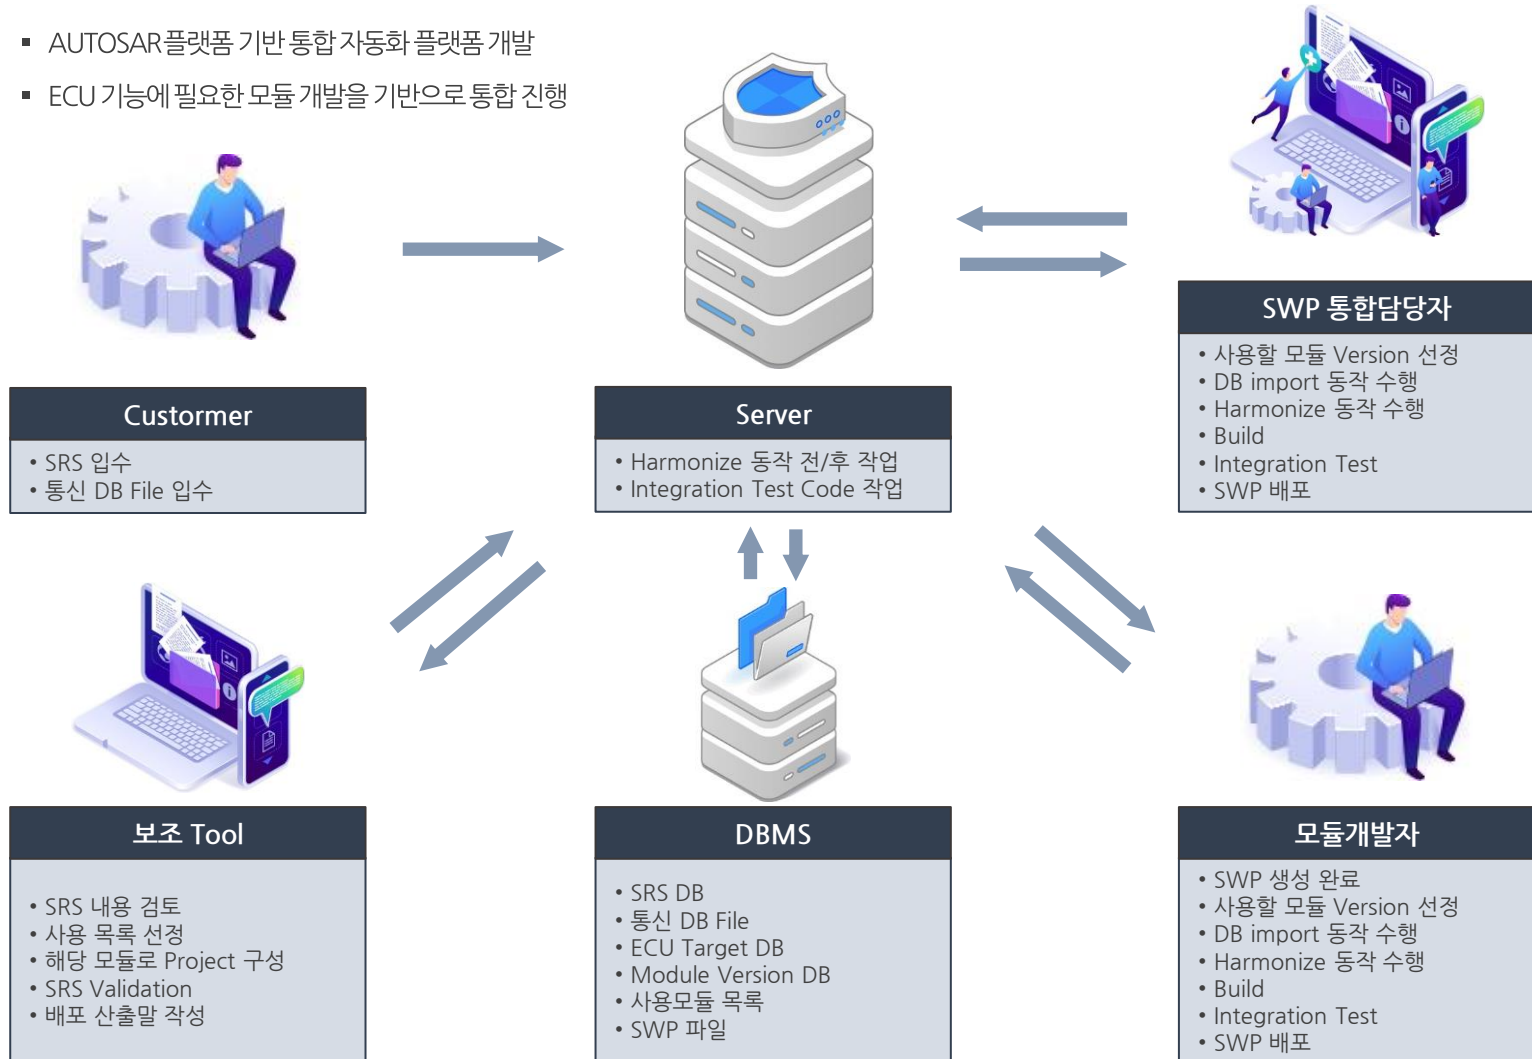 ▪ AUTOSAR플랫폼 기반 통합 자동화 플랫폼 개발
▪ ECU 기능에 필요한 모듈 개발을 기반으로 통합 진행
Custormer
• SRS 입수
• 통신 DB File 입수
Server
• Harmonize 동작 전/후 작업
• Integration Test Code 작업
SWP 통합담당자
• 사용할 모듈 Version 선정
• DB import 동작 수행
• Harmonize 동작 수행
• Build
• Integration Test
• SWP 배포
보조 Tool
• SRS 내용 검토
• 사용 목록 선정
• 해당 모듈로 Project 구성
• SRS Validation
• 배포 산출말 작성
DBMS
• SRS DB
• 통신 DB File
• ECU Target DB
• Module Version DB
• 사용모듈 목록
• SWP 파일
모듈개발자
• SWP 생성 완료
• 사용할 모듈 Version 선정
• DB import 동작 수행
• Harmonize 동작 수행
• Build
• Integration Test
• SWP 배포